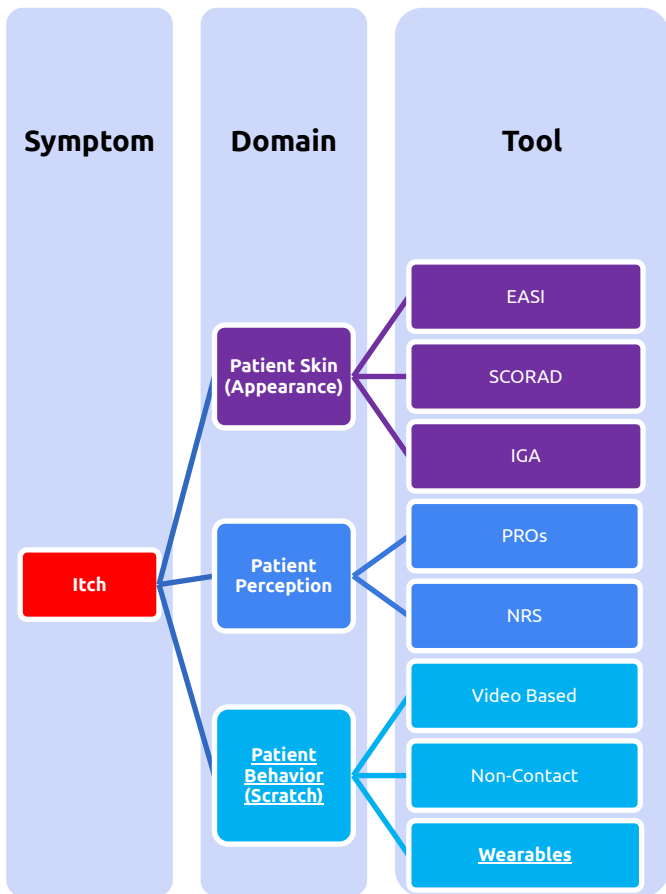 Symptom
Domain
Tool
Itch
Patient Skin
(Appearance)
EASI
SCORAD
IGA
Patient
Perception
PROs
NRS
Patient
Behavior
(Scratch)
Video Based
Non-Contact
Wearables